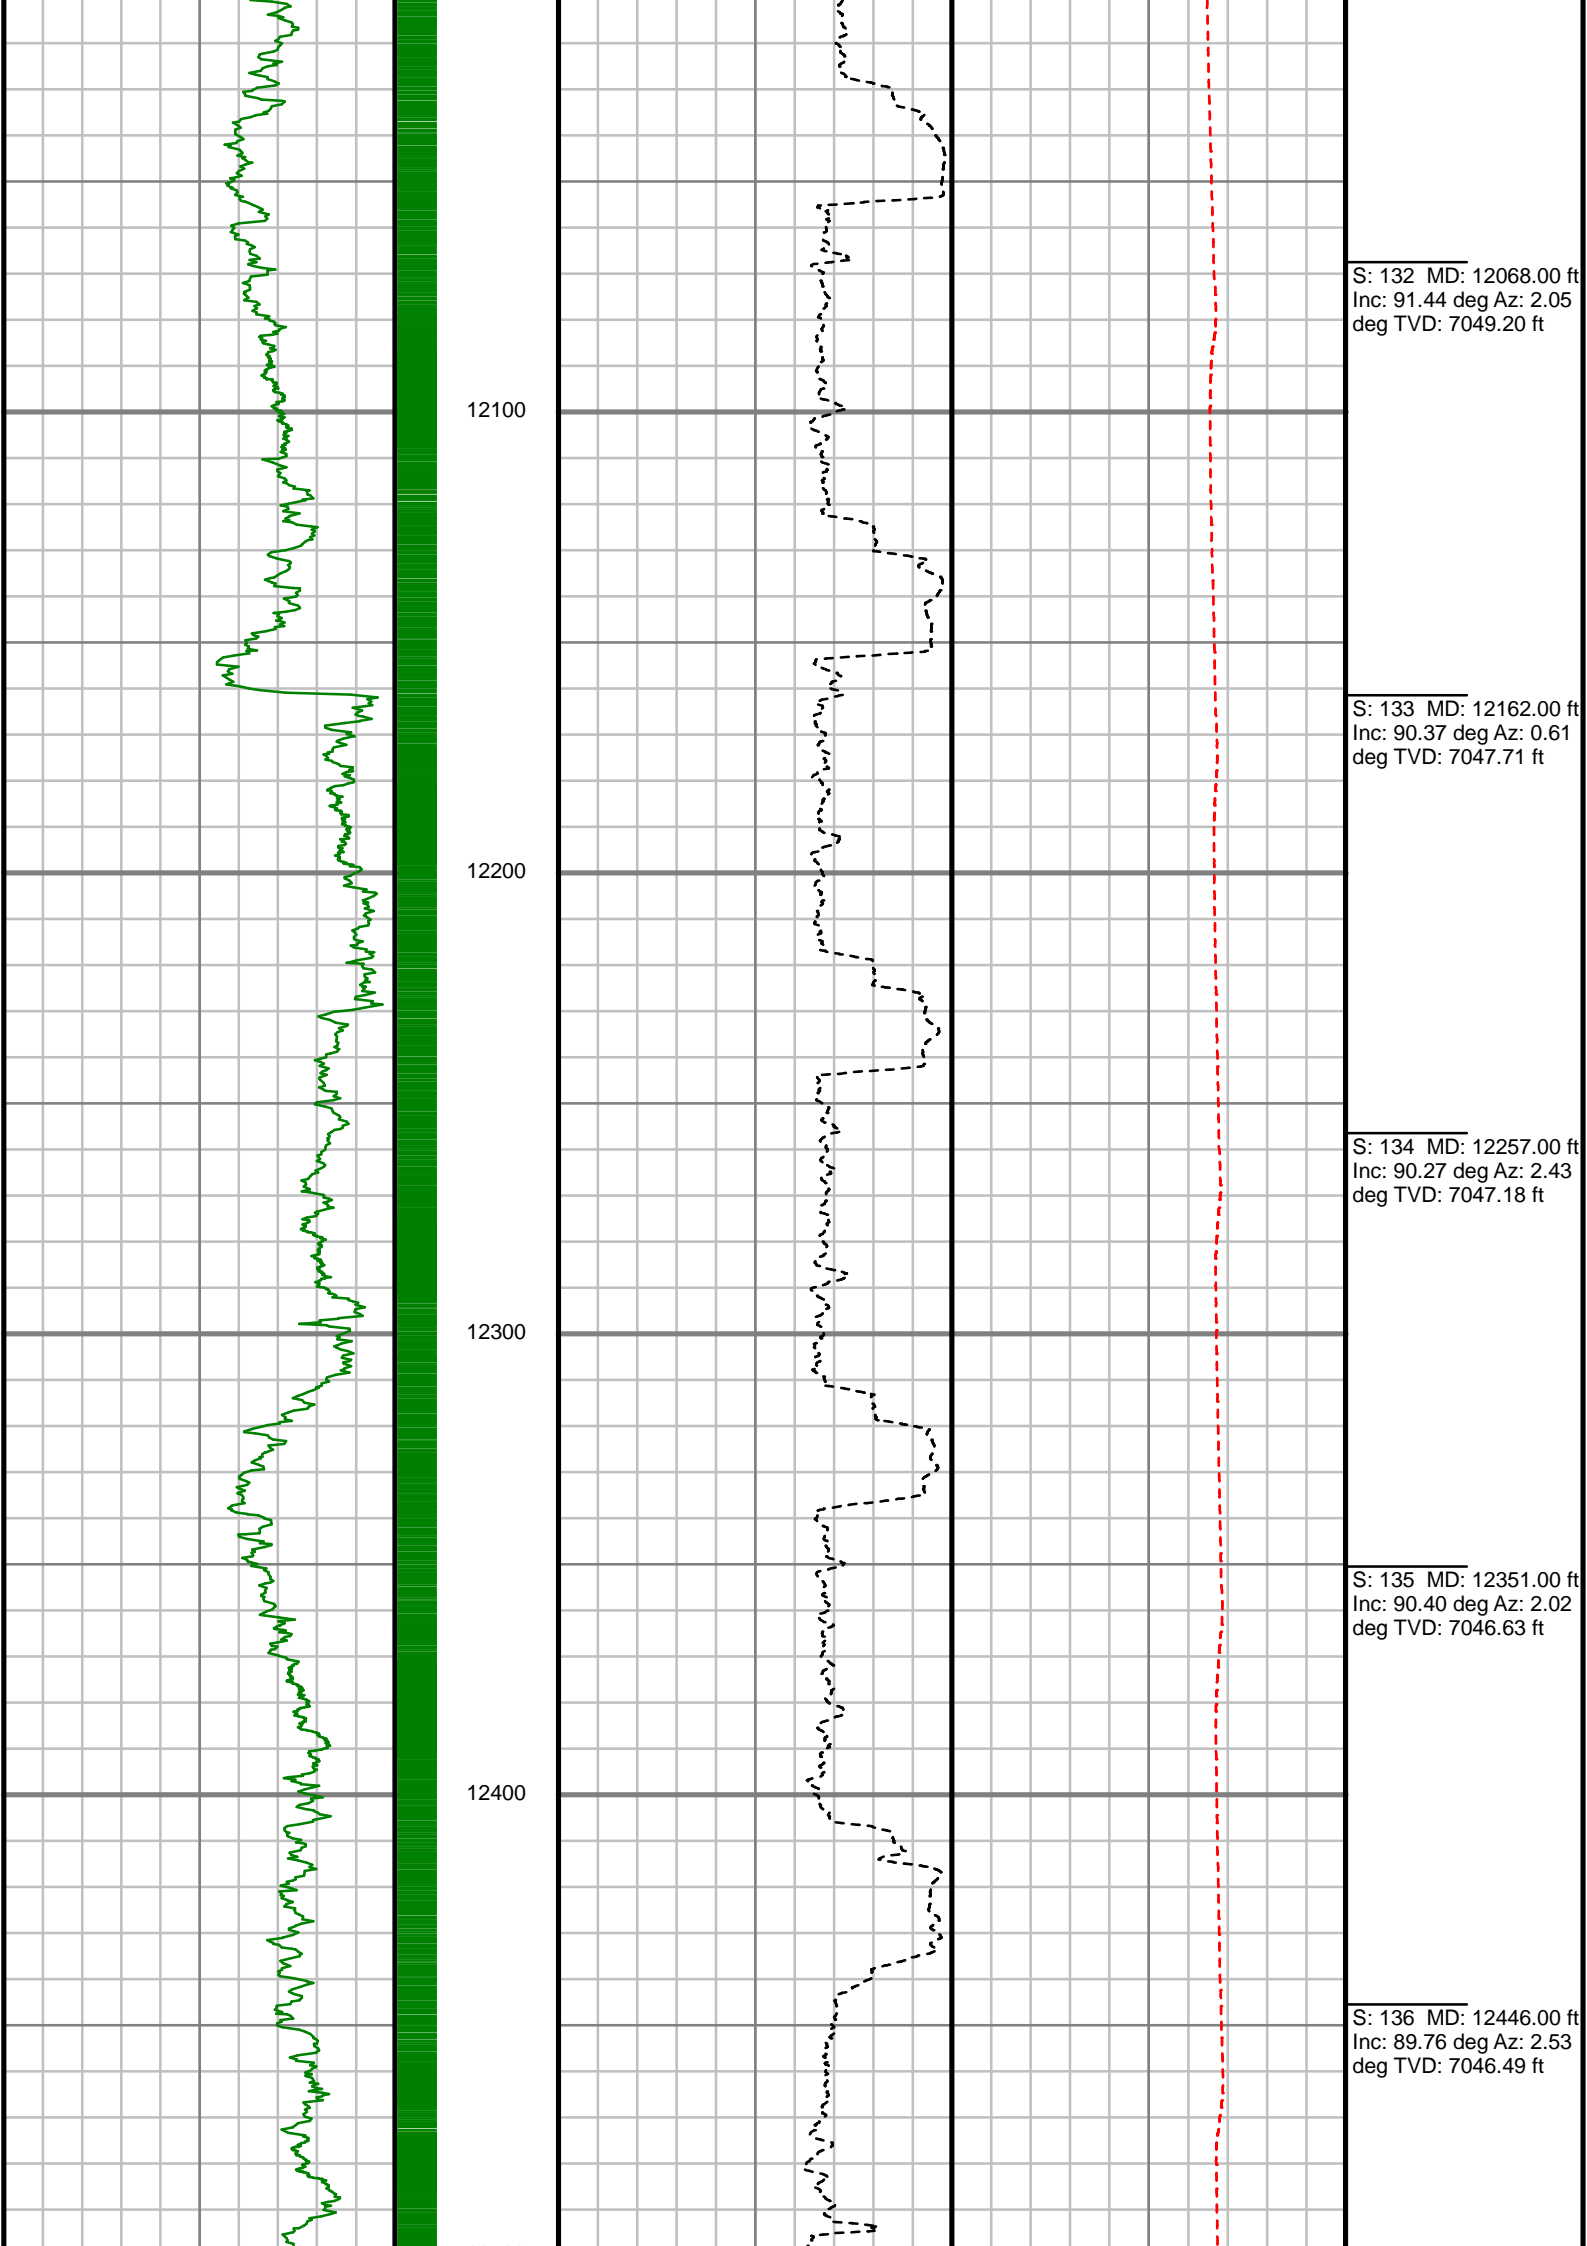 S: 132 MD: 12068.00 ft
Inc: 91.44 deg Az: 2.05
deg TVD: 7049.20 ft
12100
S: 133 MD: 12162.00 ft
Inc: 90.37 deg Az: 0.61
deg TVD: 7047.71 ft
12200
S: 134 MD: 12257.00 ft
Inc: 90.27 deg Az: 2.43
deg TVD: 7047.18 ft
12300
S: 135 MD: 12351.00 ft
Inc: 90.40 deg Az: 2.02
deg TVD: 7046.63 ft
12400
S: 136 MD: 12446.00 ft
Inc: 89.76 deg Az: 2.53
deg TVD: 7046.49 ft